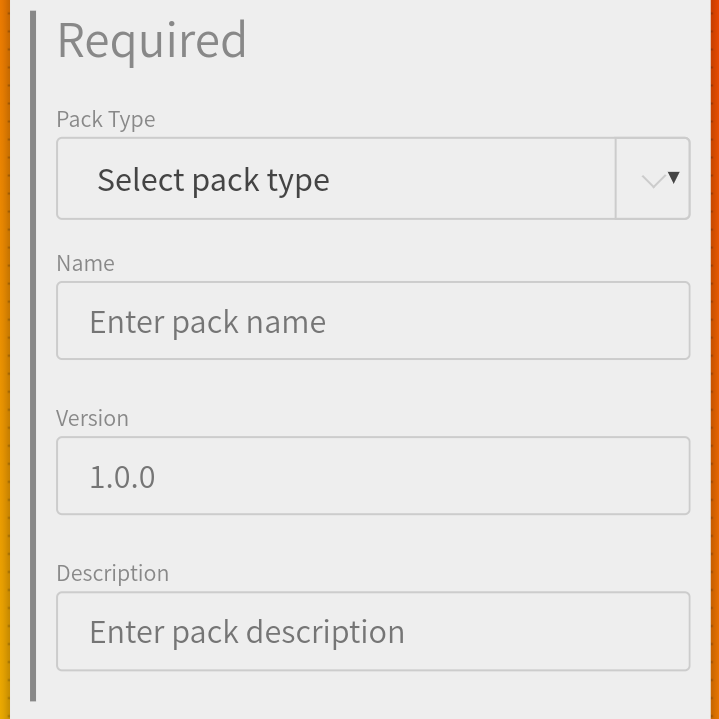 Required
Pack Type
Select pack type
Name
Enter pack name
Version
1.0.0
Description
Enter pack description